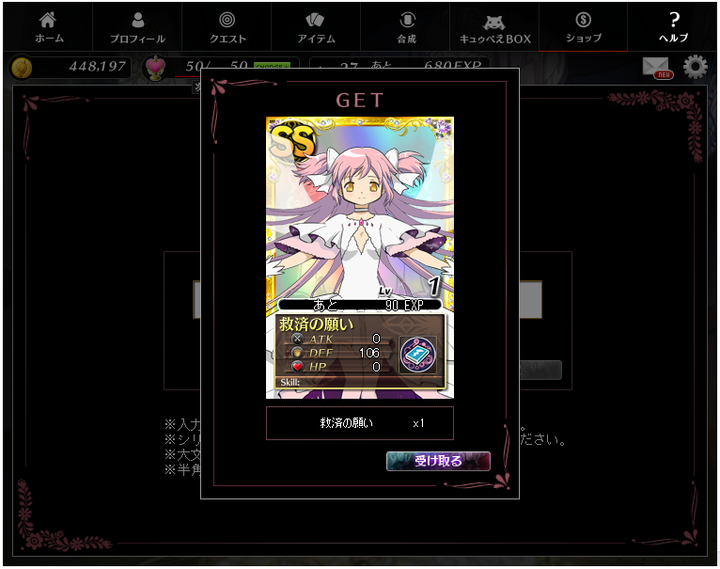 ホーム
プロフィール
クエスト
アイテム
合成
キュゥべえBOX
$
ショップ
?
ヘルプ
448,197
50/ 50
あと 680 EXP
NEW
GET
SS
Lv 1
あと 90 EXP
救済の願い
ATK 0
DEF 106
HP 0
Skill:
救済の願い x1
受け取る
※入力
※シリ ださい。
※大文
※半角